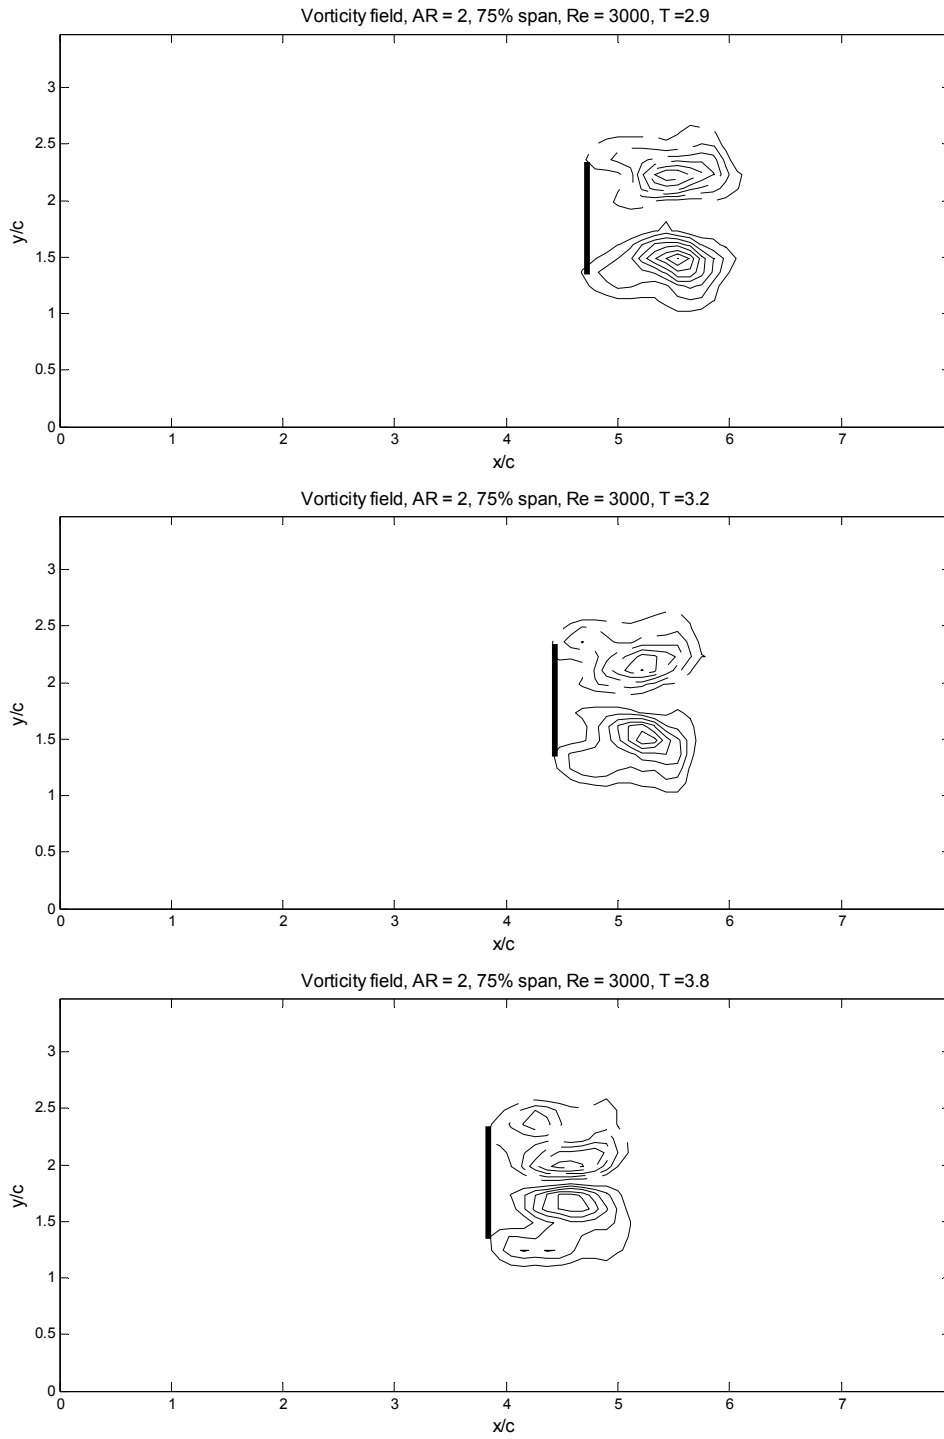 Vorticity field, AR = 2, 75% span, Re = 3000, T =2.9
3
2.5
2
1.5
1
0.5
0
y/c
0 1 2 3 4 5 6 7
x/c
Vorticity field, AR = 2, 75% span, Re = 3000, T =3.2
3
2.5
2
1.5
1
0.5
0
y/c
0 1 2 3 4 5 6 7
x/c
Vorticity field, AR = 2, 75% span, Re = 3000, T =3.8
3
2.5
2
1.5
1
0.5
0
y/c
0 1 2 3 4 5 6 7
x/c